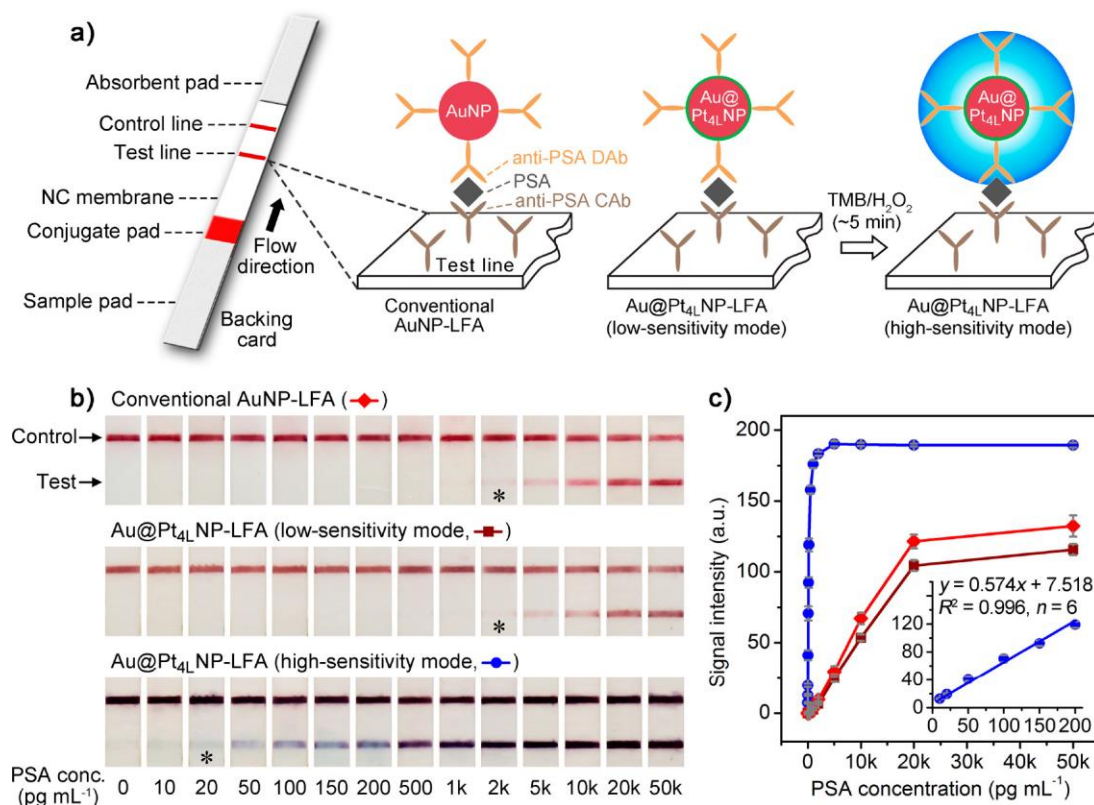 a)
Absorbent pad
Control line
Test line
NC membrane
Conjugate pad
Sample pad
Flow
direction
Backing
card
AuNP
anti-PSA DAb
PSA
anti-PSA CAb
Test line
Conventional
AuNP-LFA
Au@
Pt4LNP
Au@Pt4LNP-LFA
(low-sensitivity mode)
TMB/H2O2
(~5 min)
Au@
Pt4LNP
Au@Pt4LNP-LFA
(high-sensitivity mode)
b)
Conventional AuNP-LFA ( )
Control
Test
*
Au@Pt4LNP-LFA (low-sensitivity mode, )
*
Au@Pt4LNP-LFA (high-sensitivity mode, )
*
PSA conc.
(pg mL-1)
0 10 20 50 100 150 200 500 1k 2k 5k 10k 20k 50k
c)
Signal intensity (a.u.)
200
150
100
50
0
y = 0.574x + 7.518
R2 = 0.996, n = 6
120
80
40
0
0 50 100 150 200
0 10k 20k 30k 40k 50k
PSA concentration (pg mL-1)